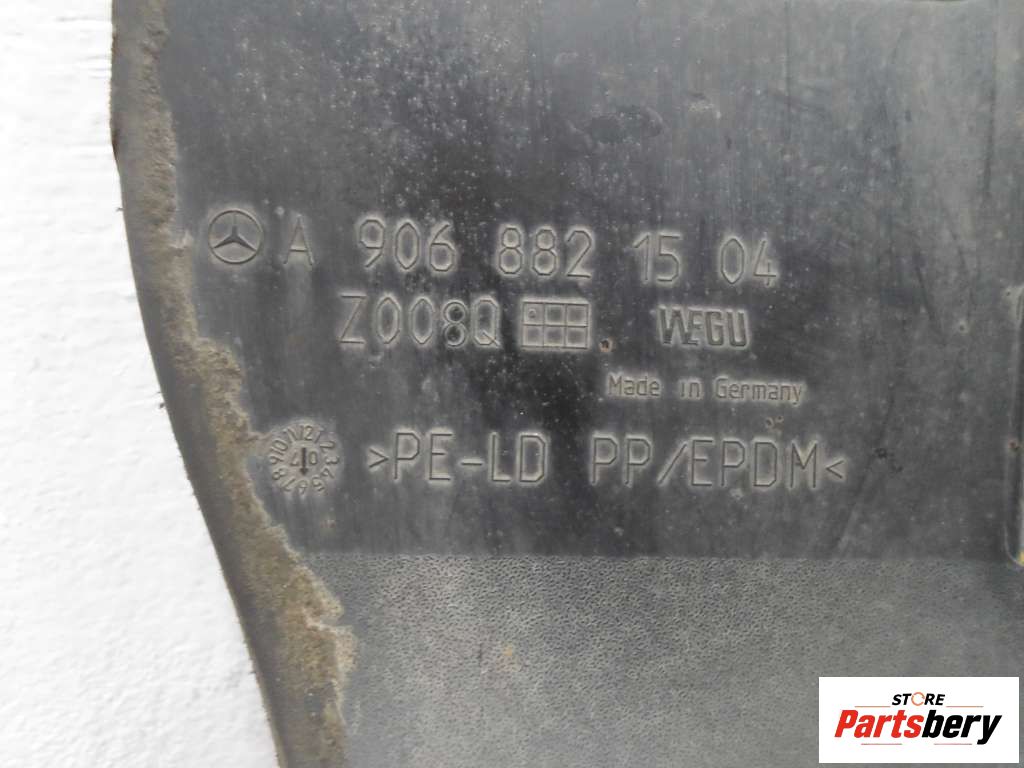 A 906 882 15 04
Z008Q WEGU
Made in Germany
>PE-LD PP/EPDM<
STORE
Partsbery